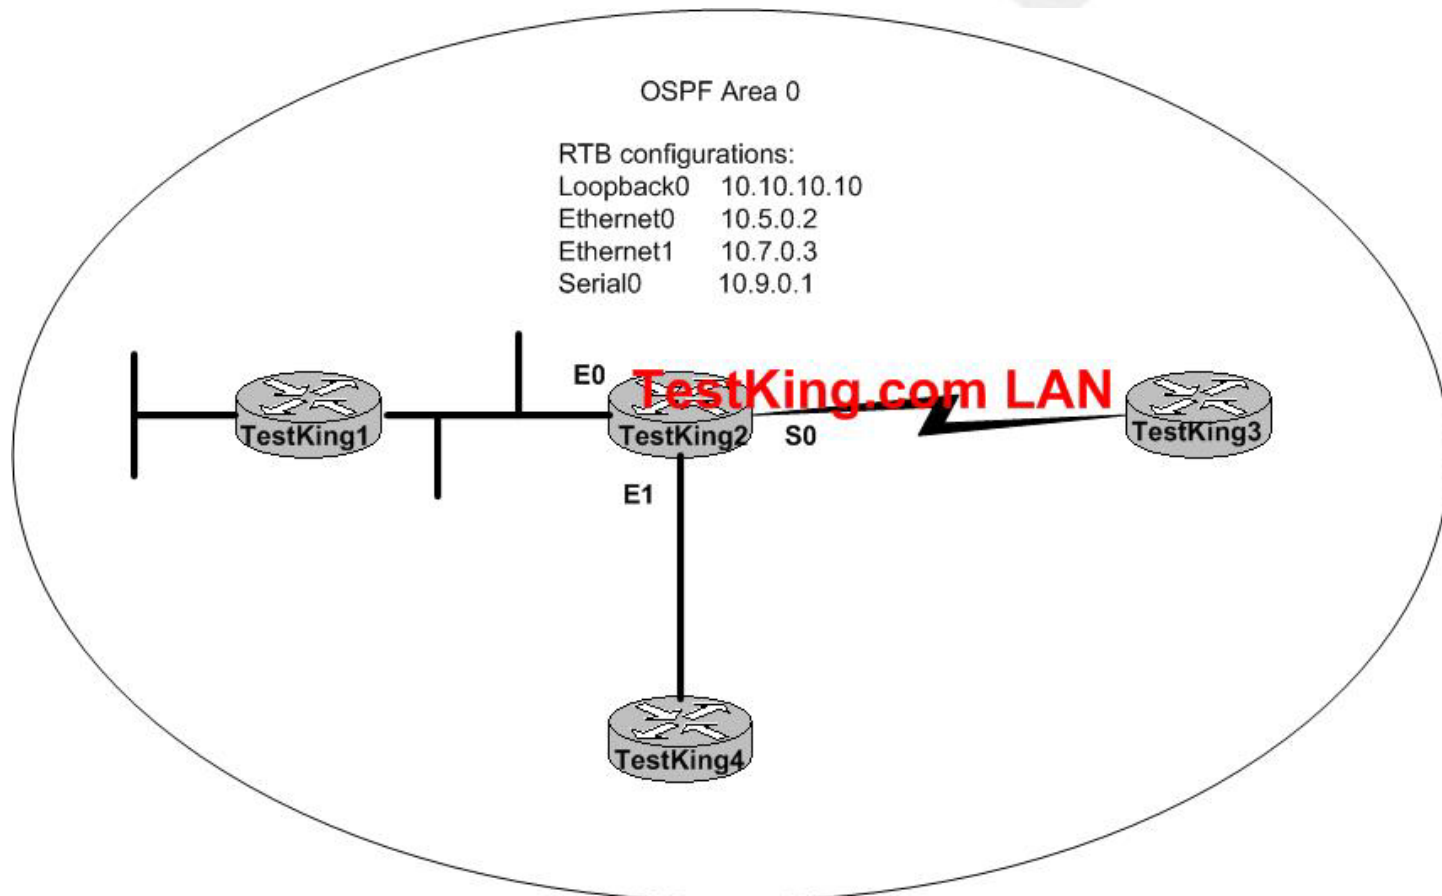 OSPF Area 0
RTB configurations:
Loopback0 10.10.10.10
Ethernet0 10.5.0.2
Ethernet1 10.7.0.3
Serial0 10.9.0.1
E0
TestKing.com LAN
TestKing1
TestKing2
S0
TestKing3
E1
TestKing4